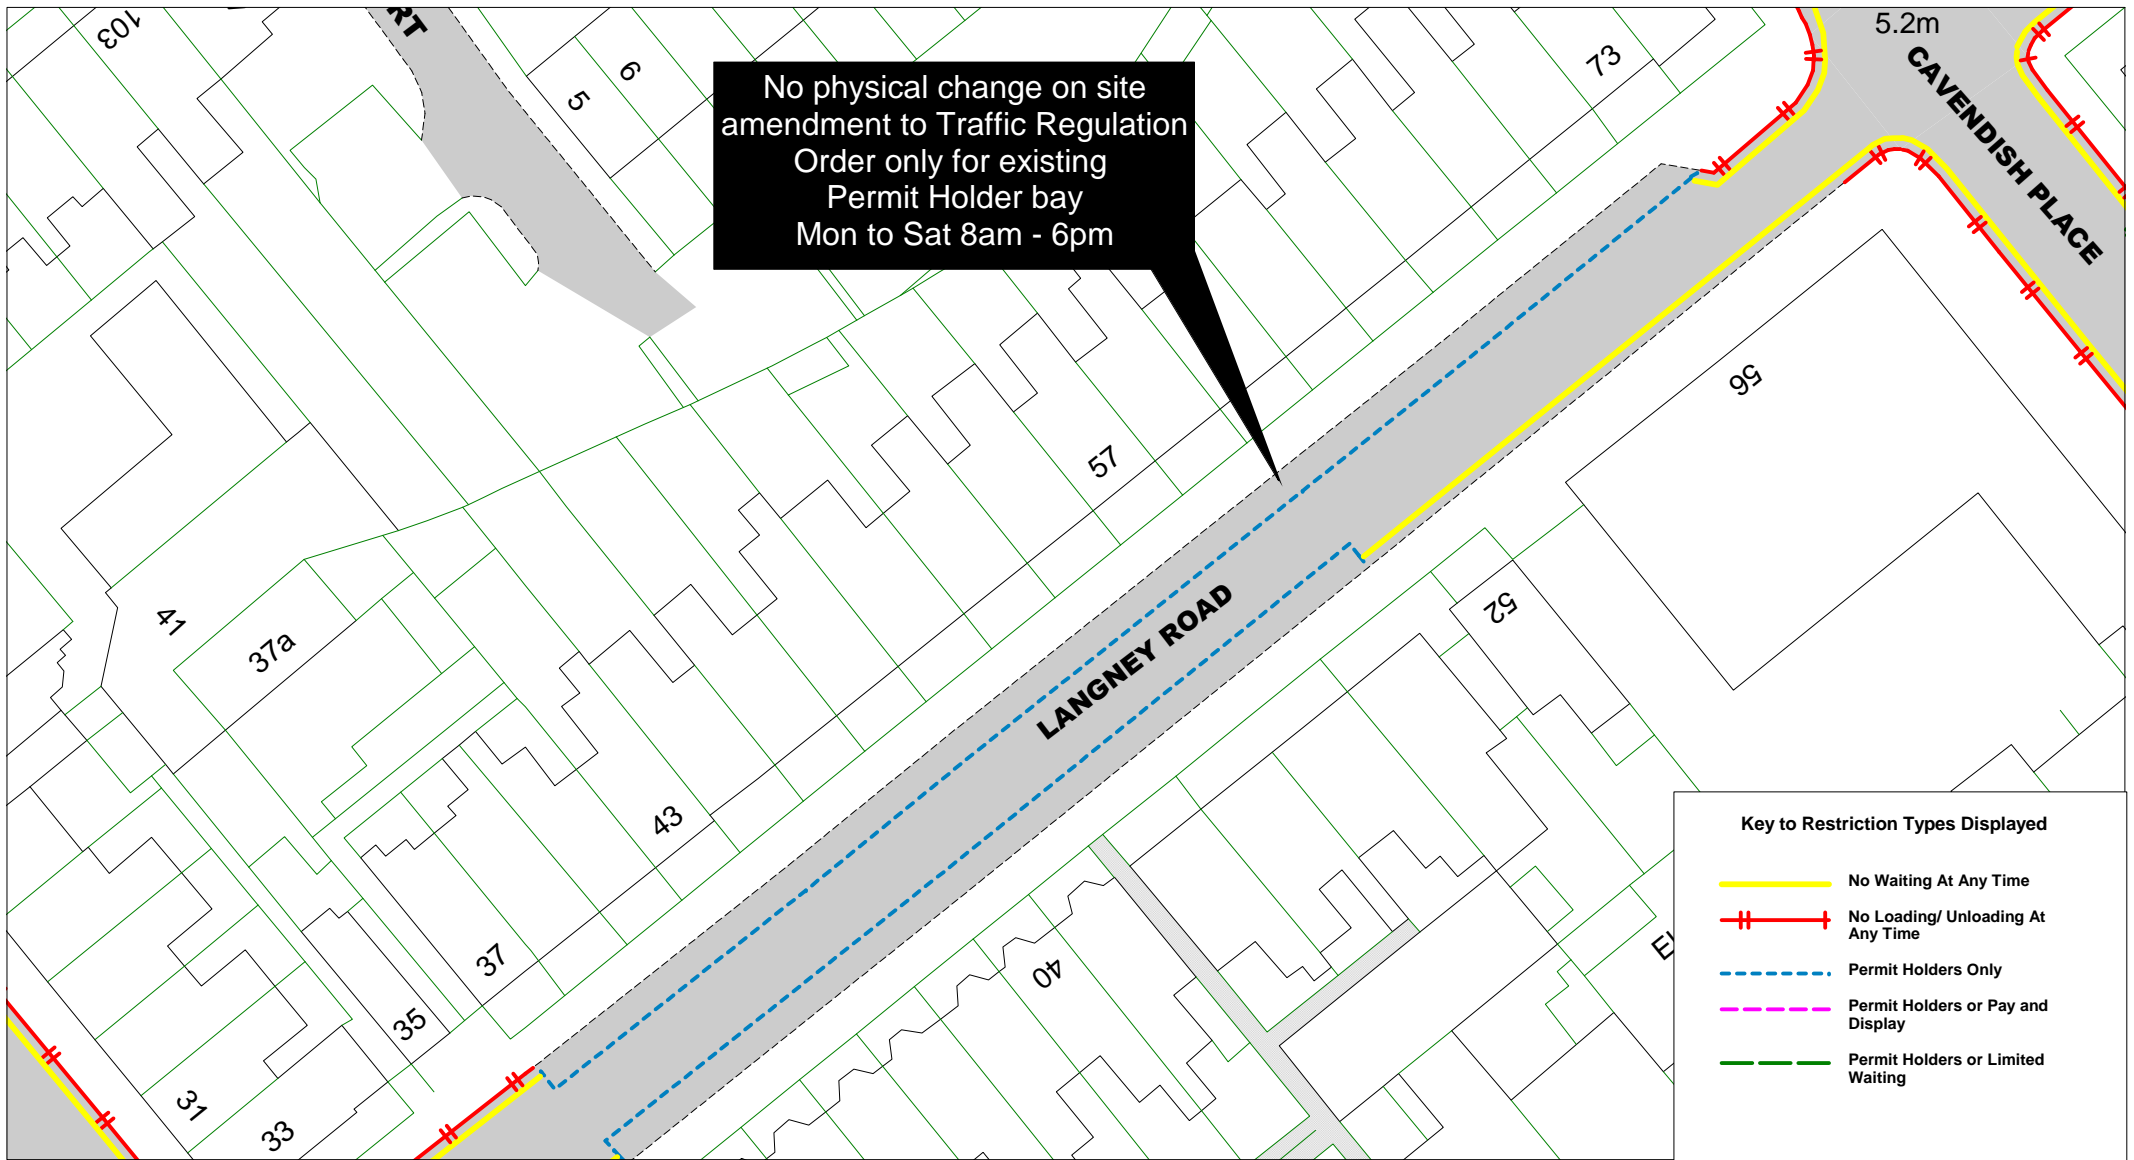 103
RT
5.2m
CAVENDISH PLACE
No physical change on site
amendment to Traffic Regulation
Order only for existing
Permit Holder bay
Mon to Sat 8am - 6pm
6
5
73
57
56
52
41
37a
43
LANGNEY ROAD
37
35
40
31
33
El
Key to Restriction Types Displayed
No Waiting At Any Time
No Loading/ Unloading At
Any Time
Permit Holders Only
Permit Holders or Pay and
Display
Permit Holders or Limited
Waiting